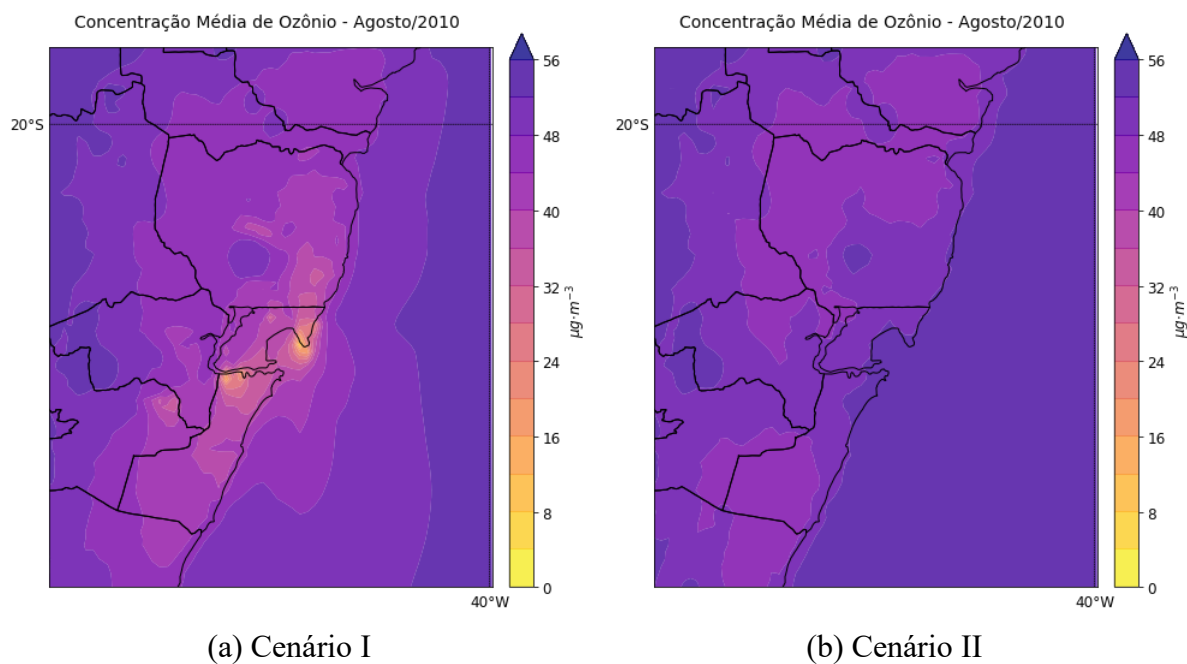 Concentração Média de Ozônio - Agosto/2010
20°S
40°W
56
48
40
32
24
16
8
0
μg·m⁻³
(a) Cenário I
Concentração Média de Ozônio - Agosto/2010
20°S
40°W
56
48
40
32
24
16
8
0
μg·m⁻³
(b) Cenário II